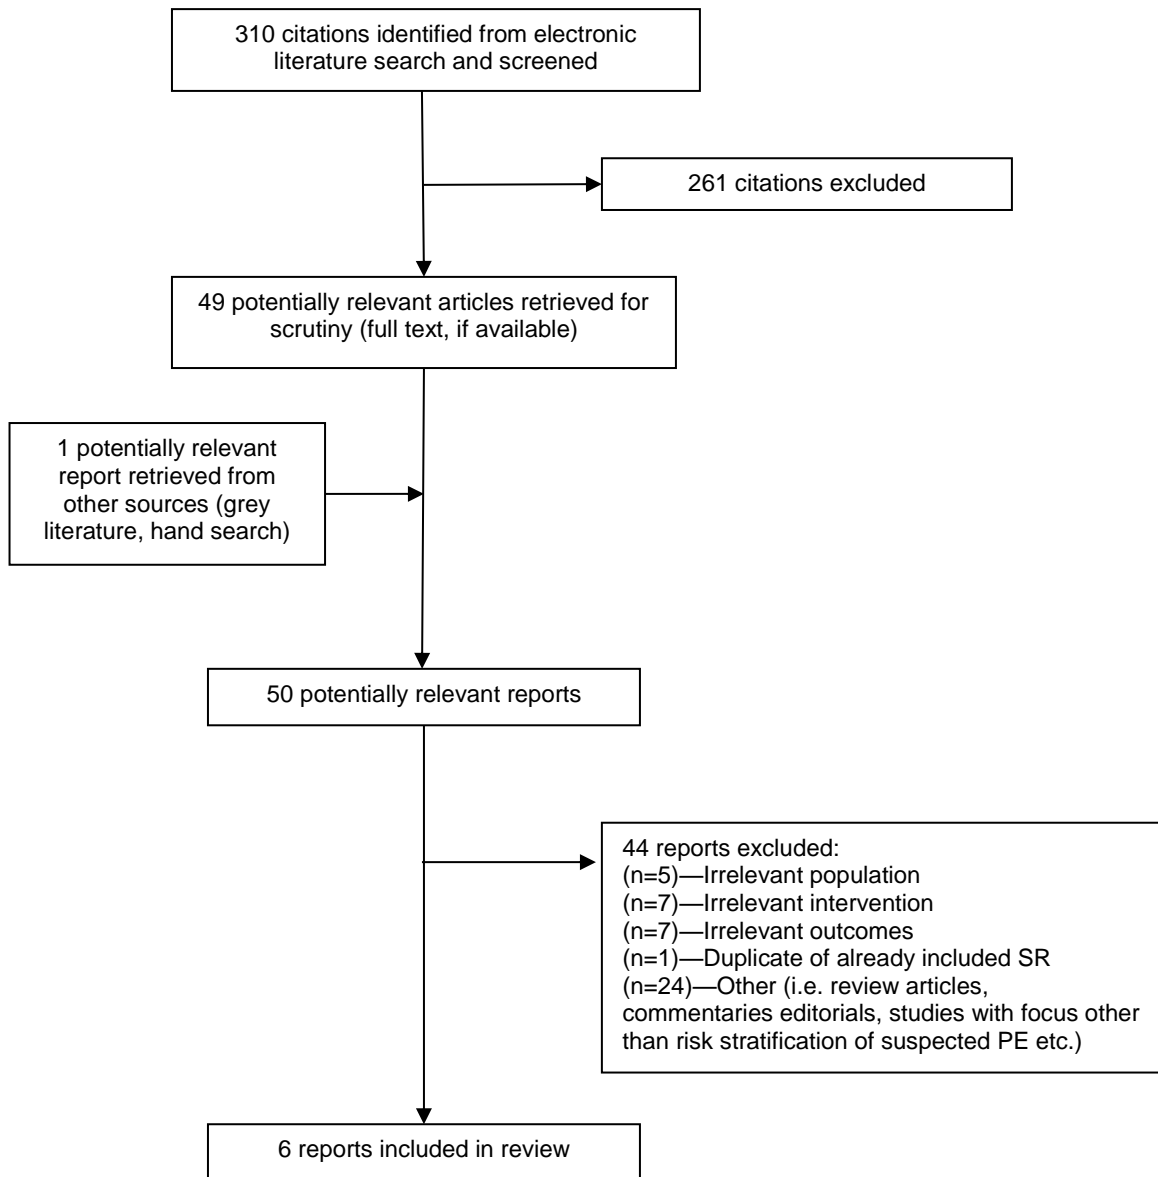 310 citations identified from electronic
literature search and screened
261 citations excluded
49 potentially relevant articles retrieved for
scrutiny (full text, if available)
1 potentially relevant
report retrieved from
other sources (grey
literature, hand search)
50 potentially relevant reports
44 reports excluded:
(n=5)—Irrelevant population
(n=7)—Irrelevant intervention
(n=7)—Irrelevant outcomes
(n=1)—Duplicate of already included SR
(n=24)—Other (i.e. review articles,
commentaries editorials, studies with focus other
than risk stratification of suspected PE etc.)
6 reports included in review